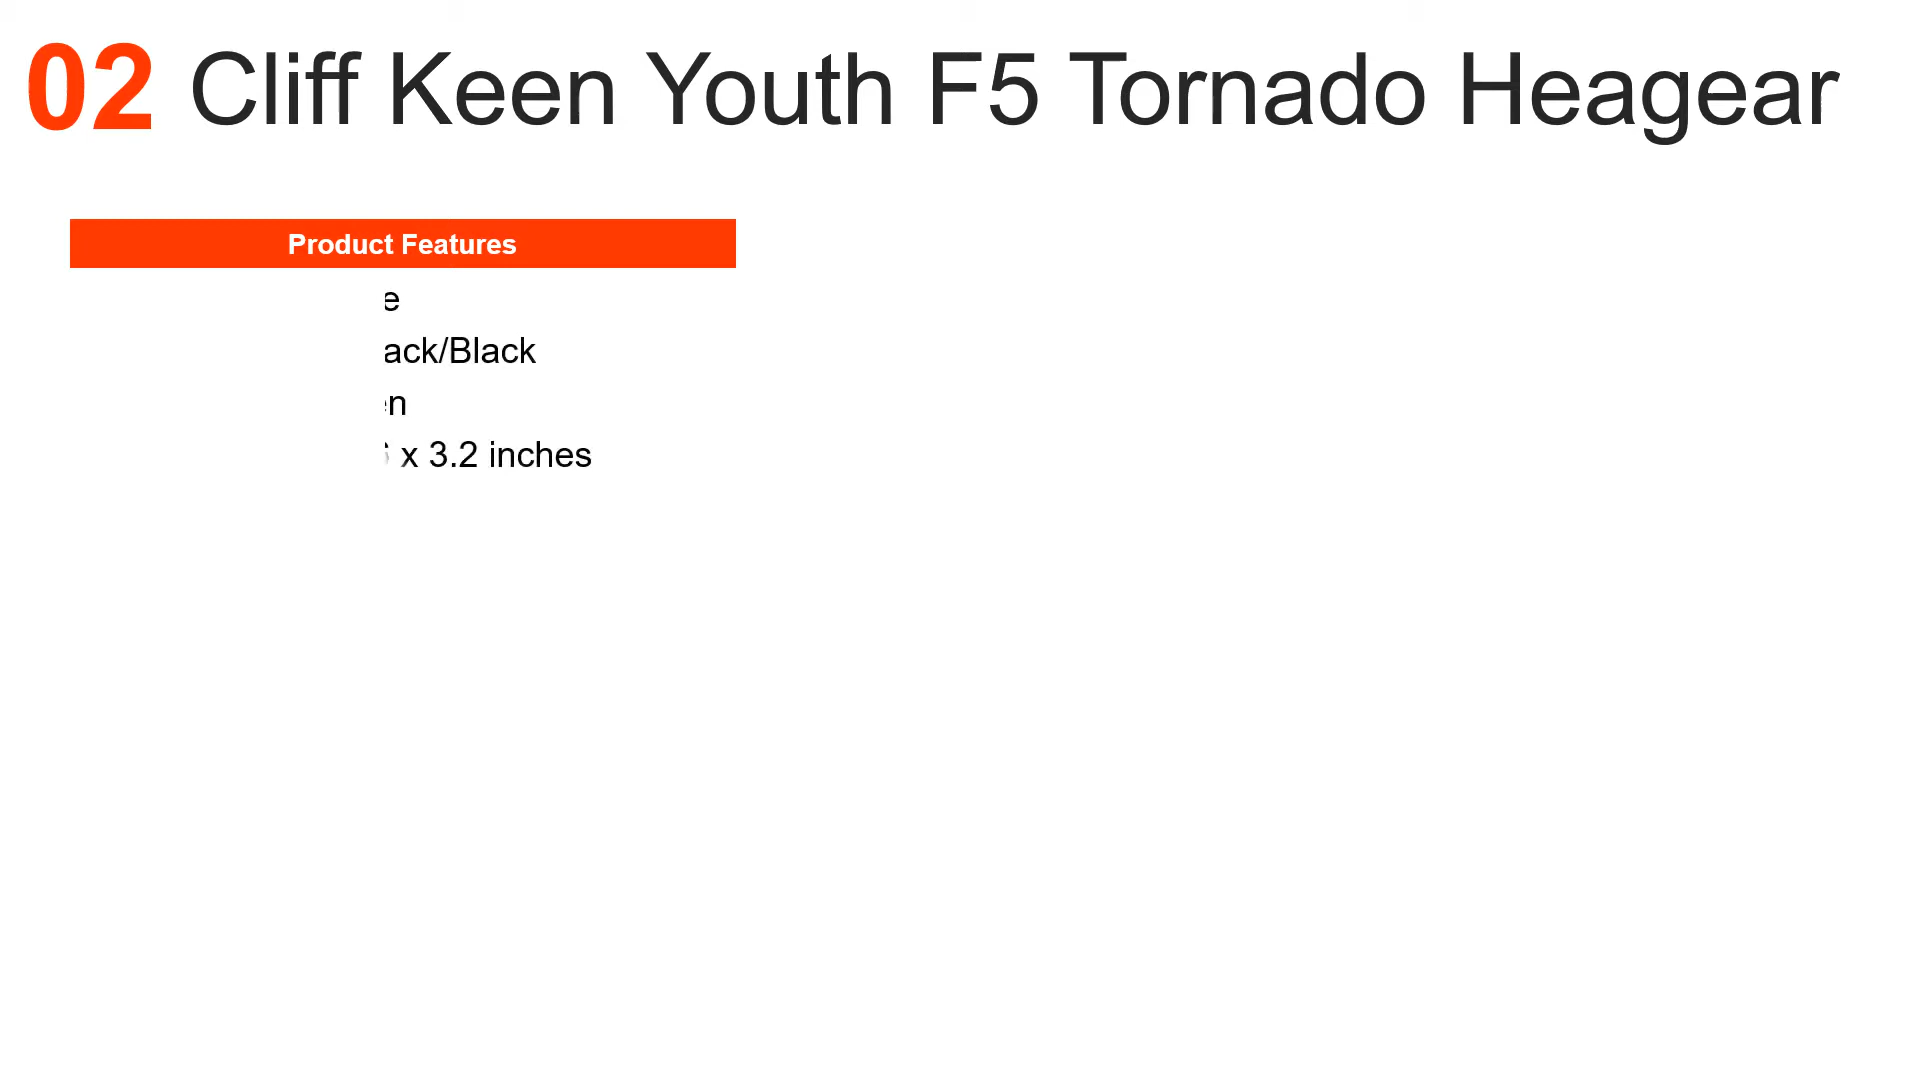 02 Cliff Keen Youth F5 Tornado Heagear
Product Features
e
ack/Black
n
x 3.2 inches